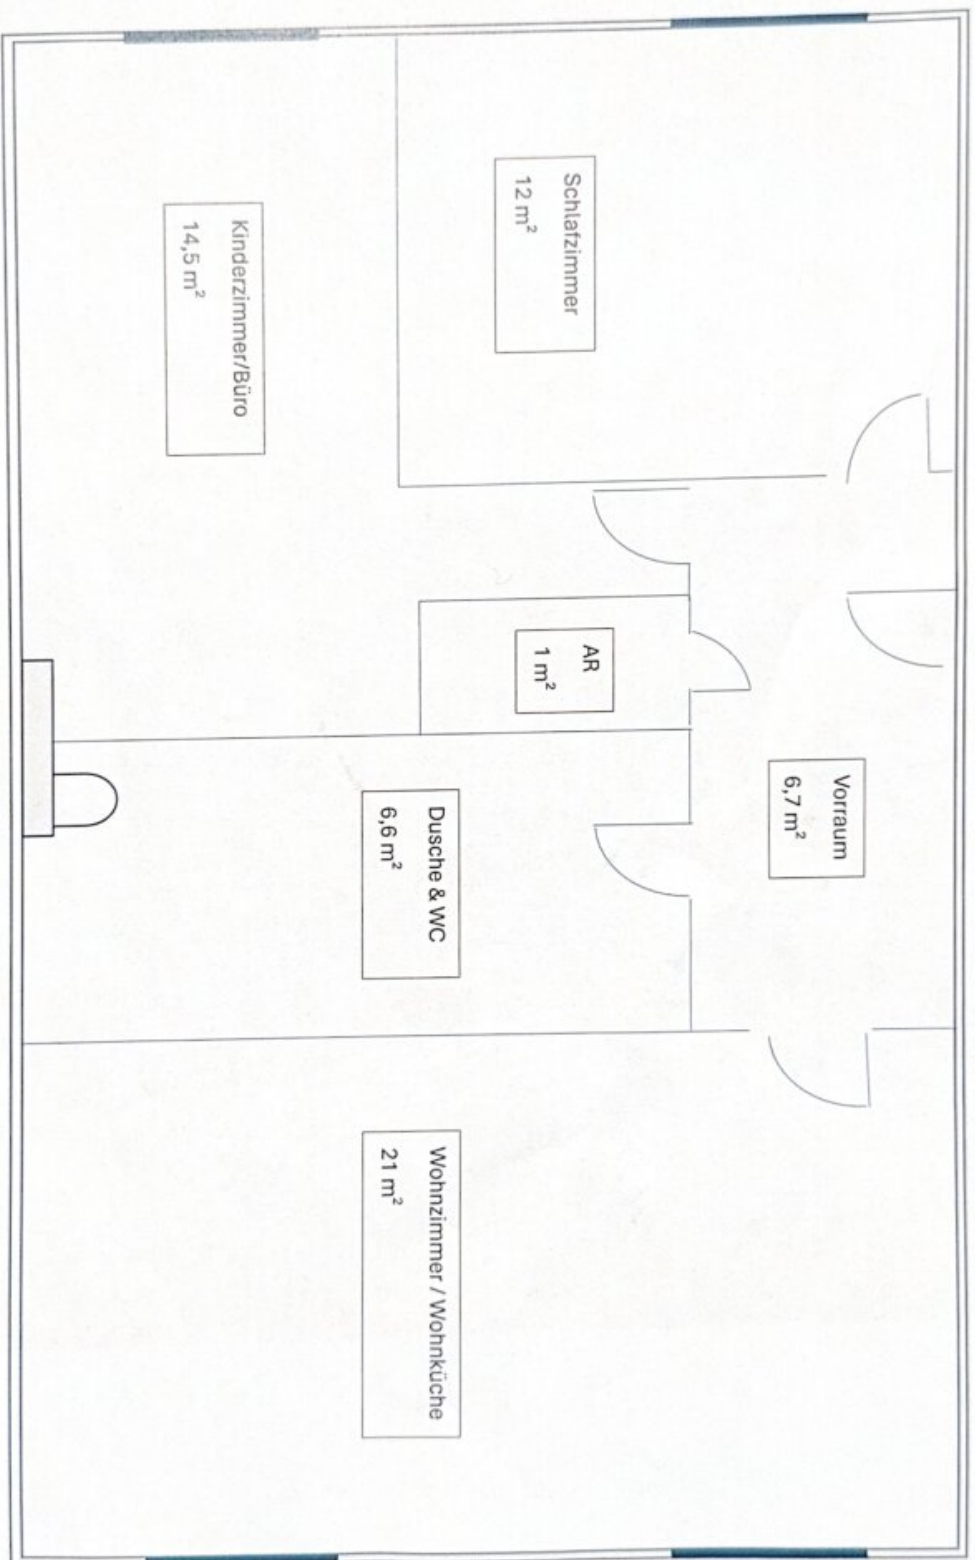 Schlafzimmer
12 m²
Kinderzimmer/Büro
14,5 m²
AR
1 m²
Vorraum
6,7 m²
Dusche & WC
6,6 m²
Wohnzimmer / Wohnküche
21 m²